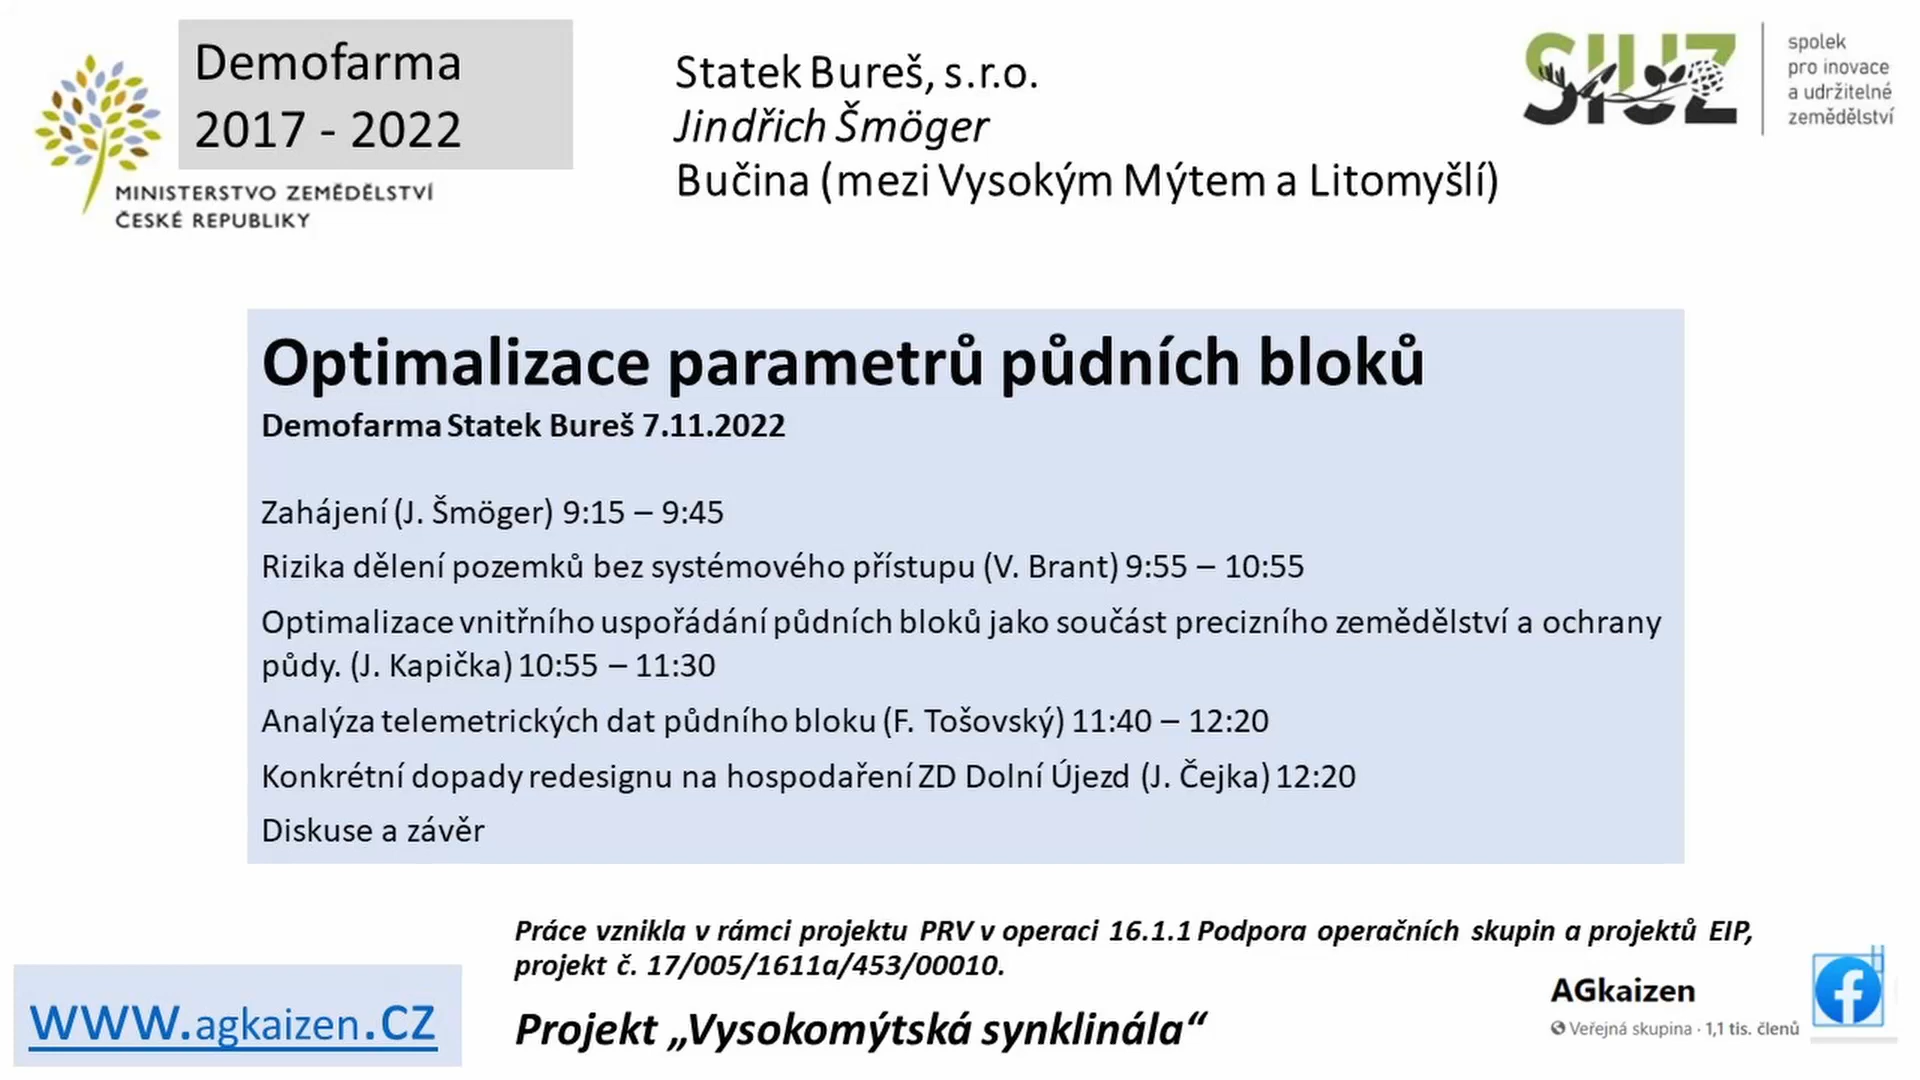 Demofarma
2017 - 2022
MINISTERSTVO ZEMĚDĚLSTVÍ
ČESKÉ REPUBLIKY
Statek Bureš, s.r.o.
Jindřich Šmöger
Bučina (mezi Vysokým Mýtem a Litomyšlí)
SIUZ
spolek
pro inovace
a udržitelné
zemědělství
Optimalizace parametrů půdních bloků
Demofarma Statek Bureš 7.11.2022
Zahájení (J. Šmöger) 9:15 – 9:45
Rizika dělení pozemků bez systémového přístupu (V. Brant) 9:55 – 10:55
Optimalizace vnitřního uspořádání půdních bloků jako součást precizního zemědělství a ochrany
půdy. (J. Kapička) 10:55 – 11:30
Analýza telemetrických dat půdního bloku (F. Tošovský) 11:40 – 12:20
Konkrétní dopady redesignu na hospodaření ZD Dolní Újezd (J. Čejka) 12:20
Diskuse a závěr
Práce vznikla v rámci projektu PRV v operaci 16.1.1 Podpora operačních skupin a projektů EIP,
projekt č. 17/005/1611a/453/00010.
Projekt „Vysokomýtská synklinála“
www.agkaizen.cz
AGkaizen
Veřejná skupina · 1,1 tis. členů